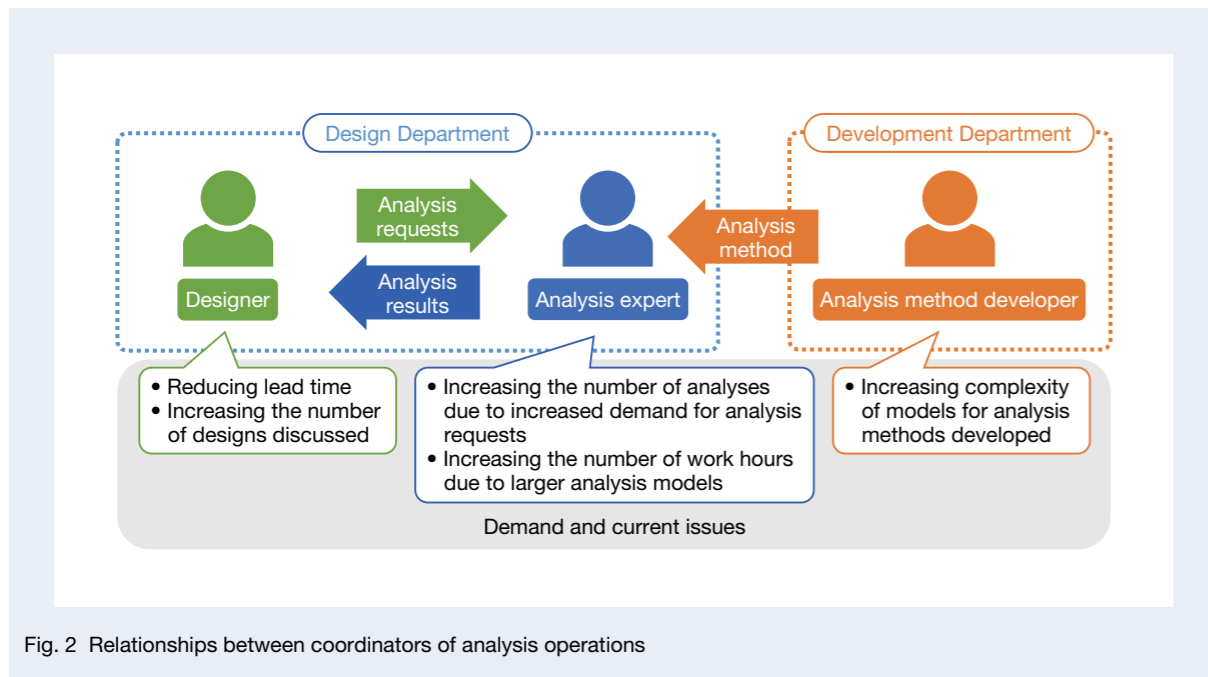 Design Department
Development Department
Analysis
requests
Analysis
results
Analysis
method
Designer
Analysis expert
Analysis method developer
• Reducing lead time
• Increasing the number
of designs discussed
• Increasing the number of analyses
due to increased demand for analysis
requests
• Increasing the number of work hours
due to larger analysis models
• Increasing complexity
of models for analysis
methods developed
Demand and current issues
Fig. 2 Relationships between coordinators of analysis operations